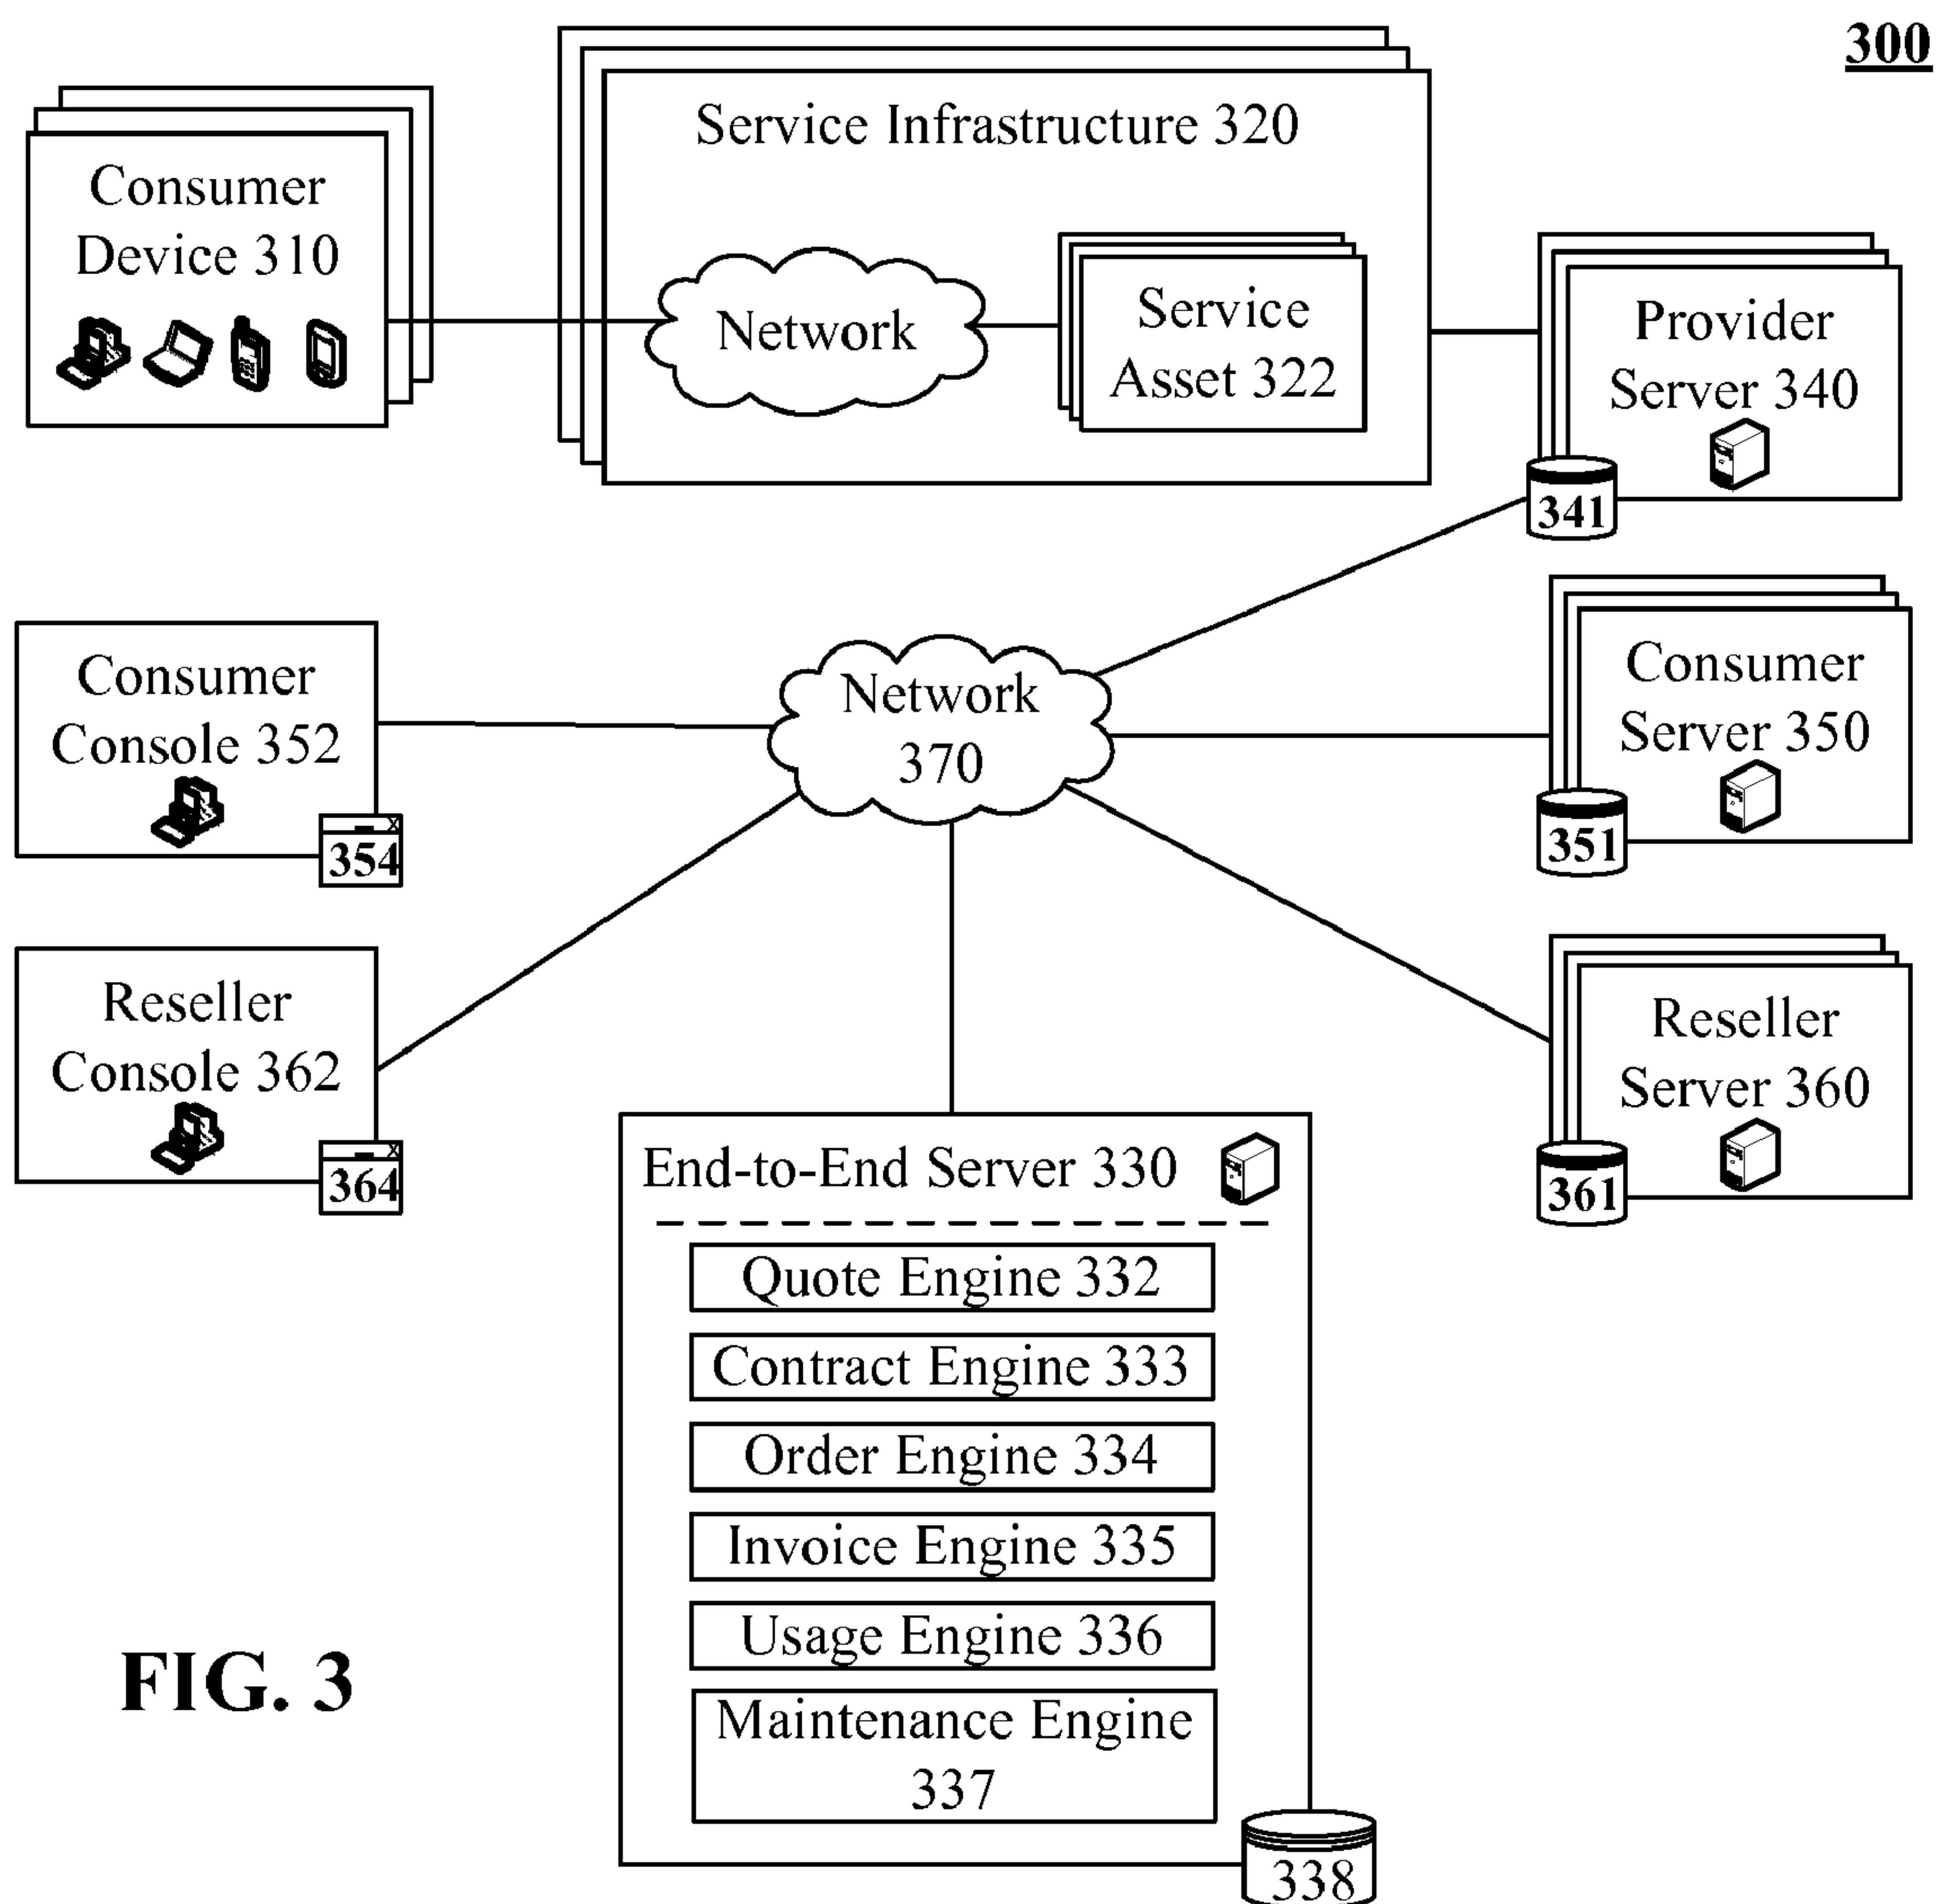 300
Service Infrastructure 320
Consumer
Device 310
Network
Service
Asset 322
Provider
Server 340
341
Consumer
Console 352
354
Network
370
Consumer
Server 350
351
Reseller
Console 362
364
Reseller
Server 360
361
End-to-End Server 330
Quote Engine 332
Contract Engine 333
Order Engine 334
Invoice Engine 335
Usage Engine 336
Maintenance Engine
337
338
FIG. 3